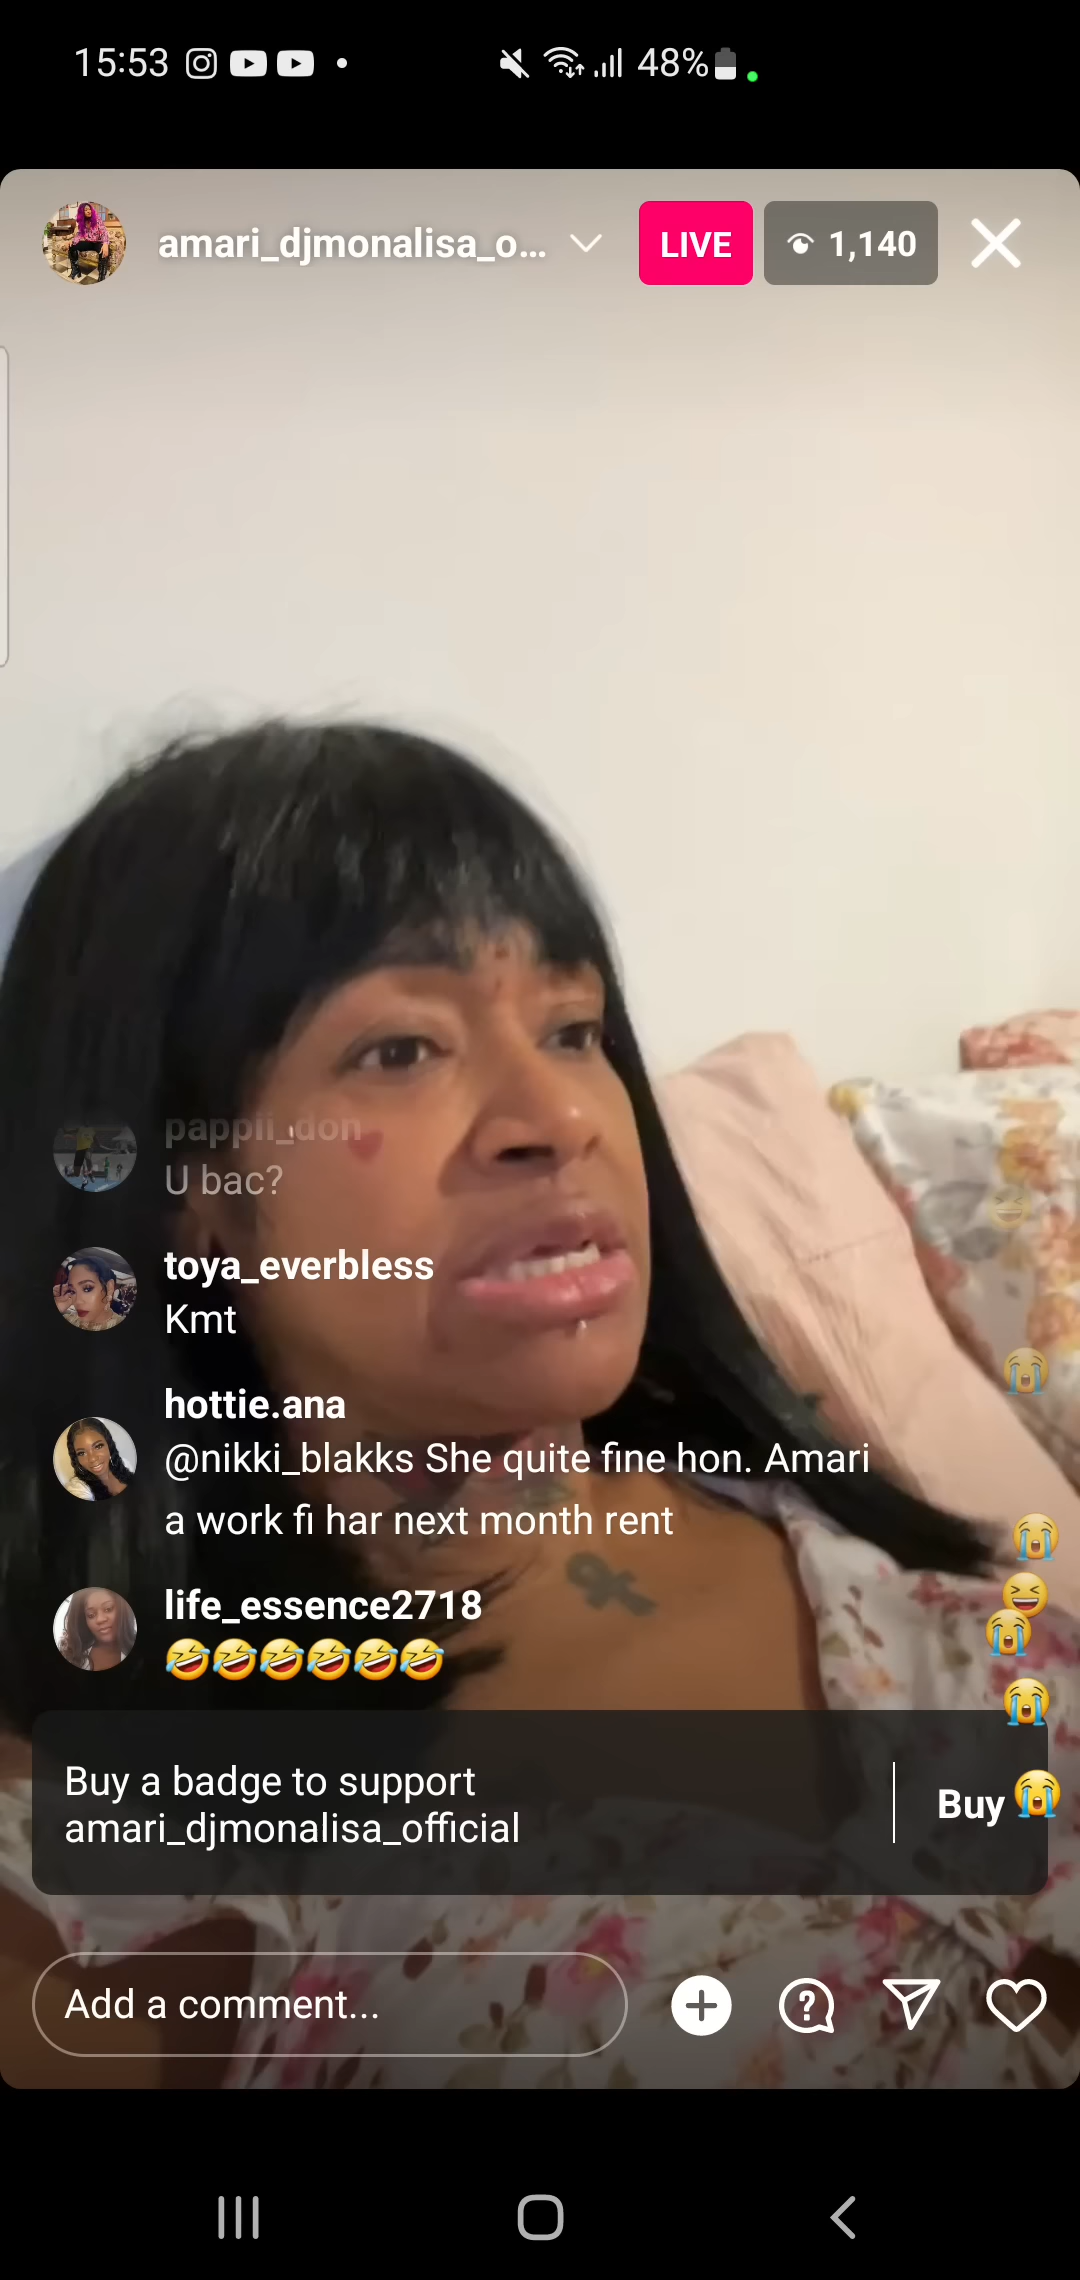 15:53
48%
amari_djmonalisa_o...
LIVE
1,140
pappii_don
U bac?
toya_everbless
Kmt
hottie.ana
@nikki_blakks She quite fine hon. Amari
a work fi har next month rent
life_essence2718
🤣🤣🤣🤣🤣🤣
Buy a badge to support
amari_djmonalisa_official
Buy
Add a comment...